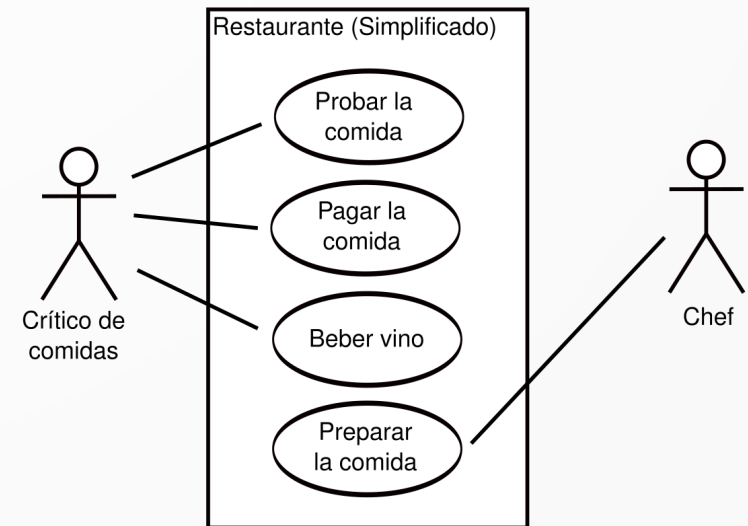 Restaurante (Simplificado)
Probar la
comida
Pagar la
comida
Beber vino
Preparar
la comida
Crítico de
comidas
Chef